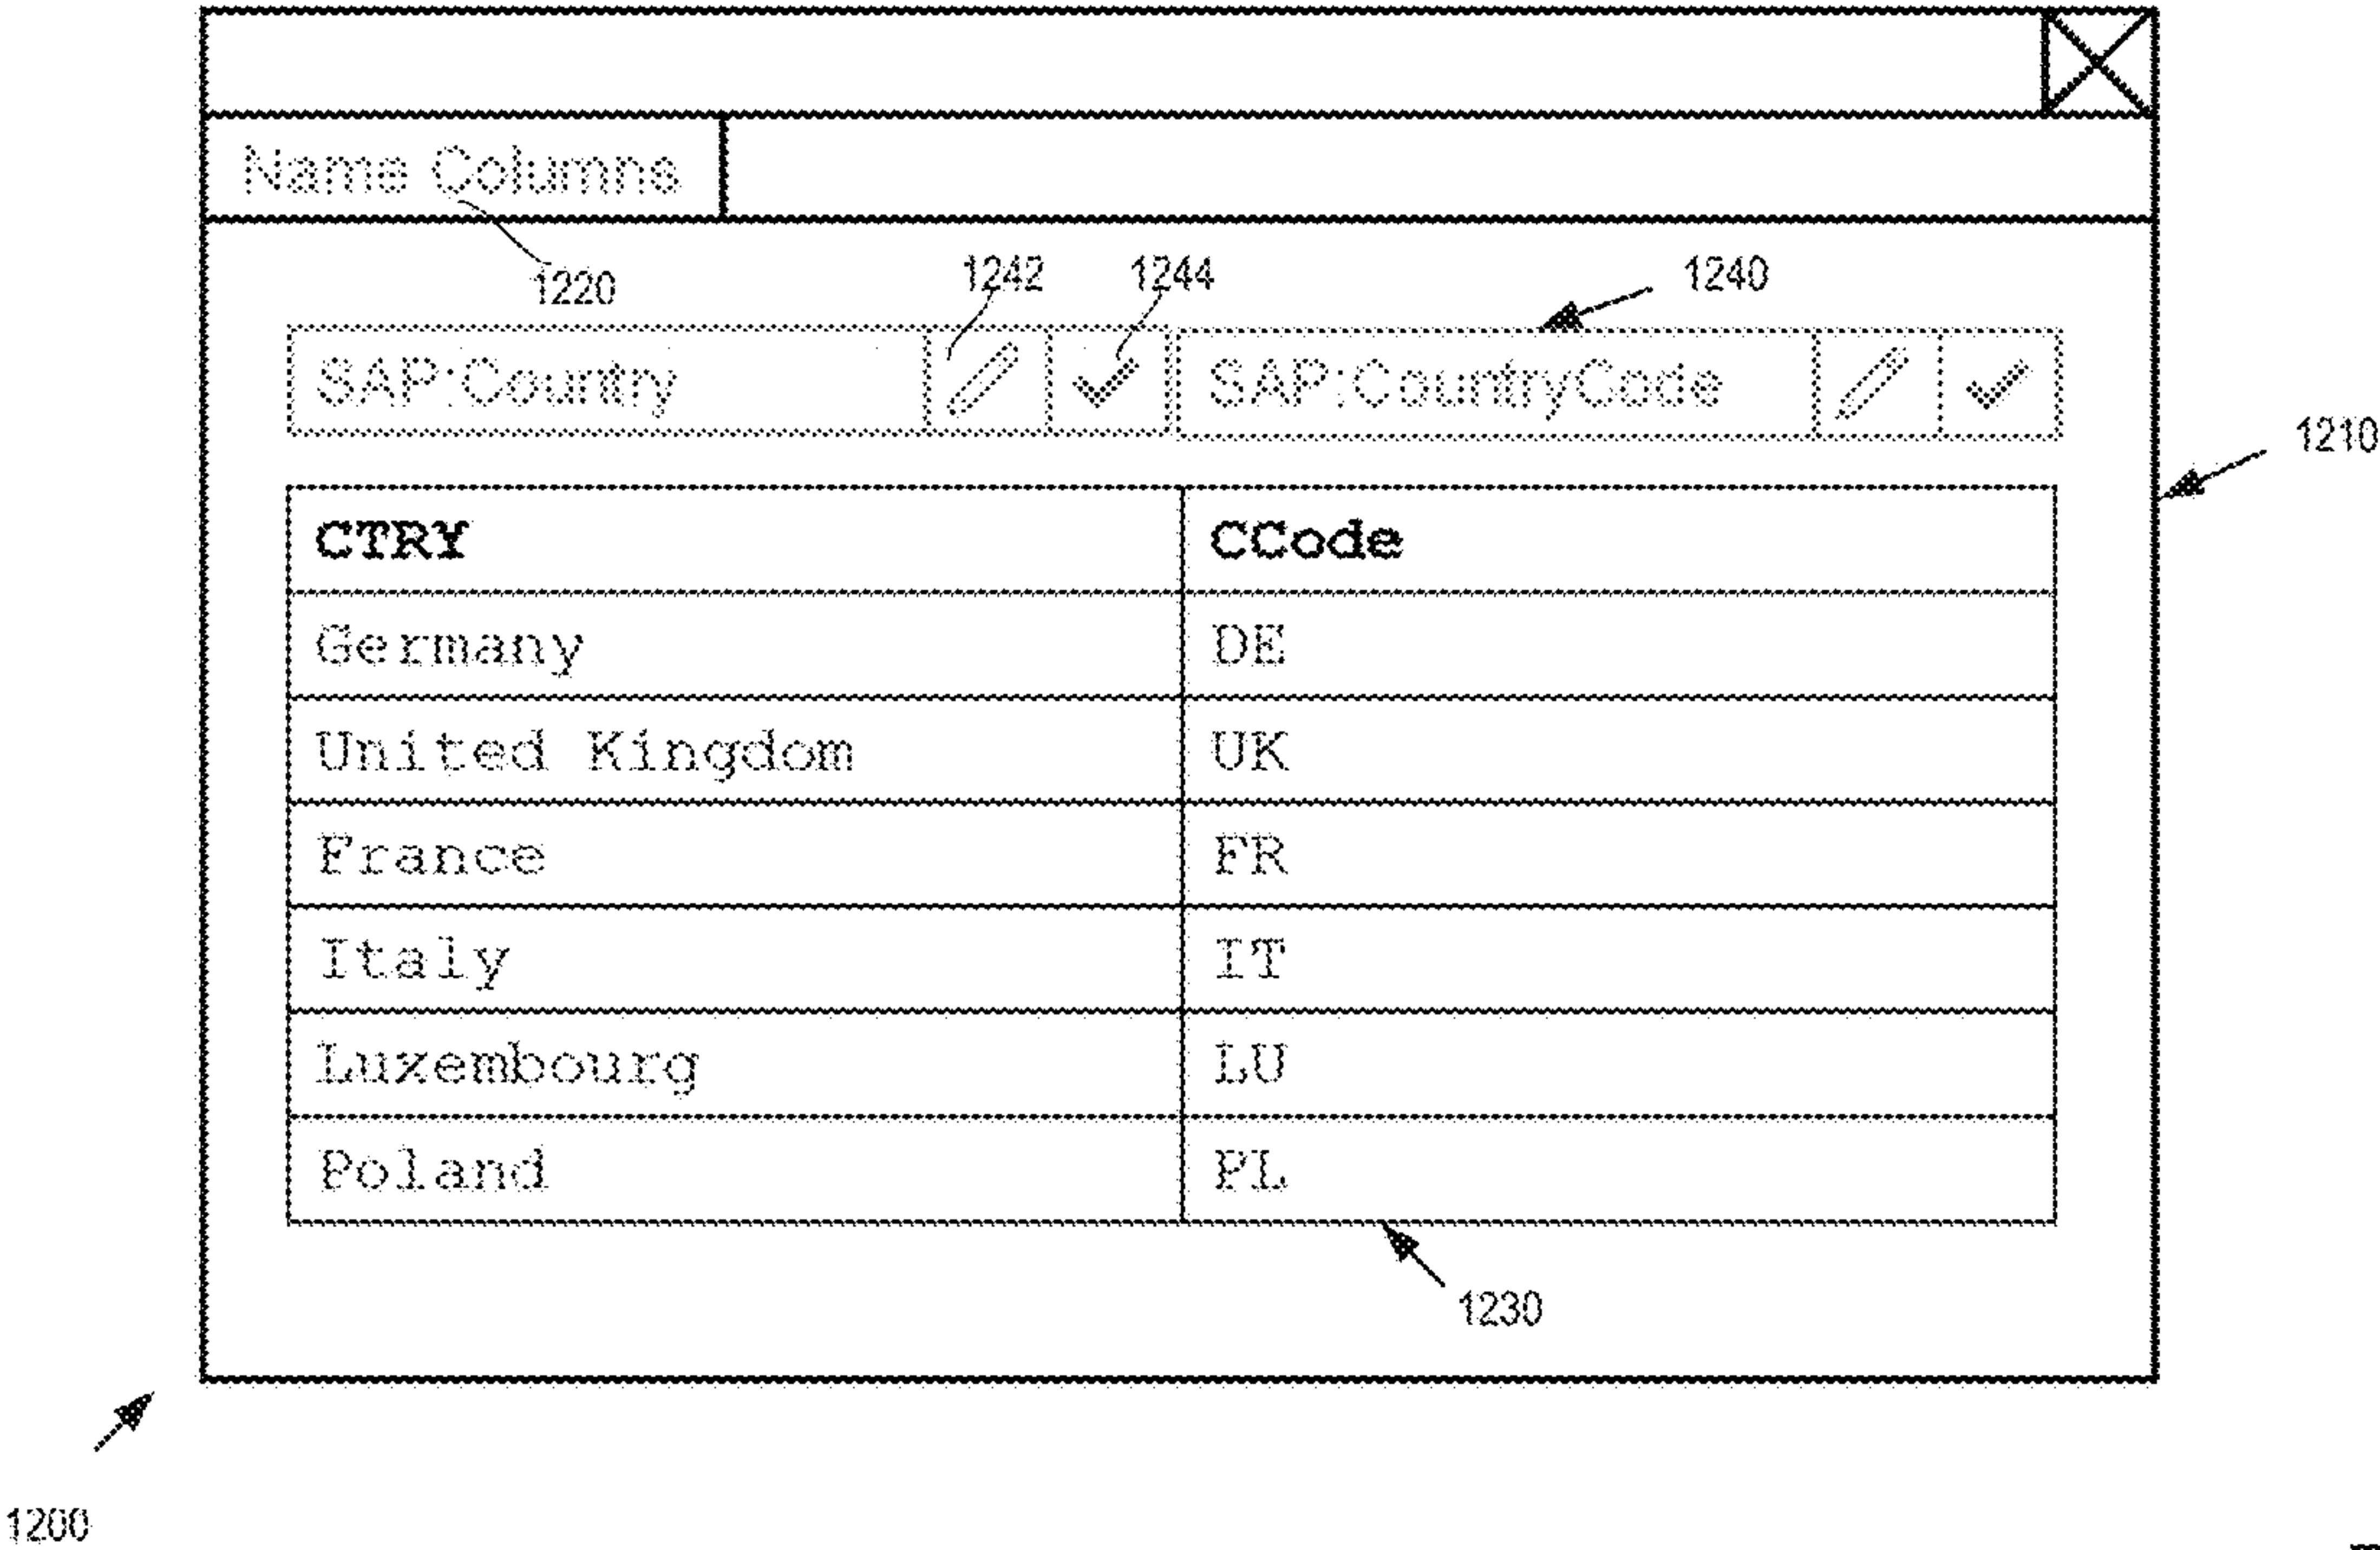 Name Columns
1220
1242
1244
1240
SAP:Country
SAP:CountryCode
1210
CTRY CCode
Germany DE
United Kingdom UK
France FR
Italy IT
Luxembourg LU
Poland PL
1230
1200